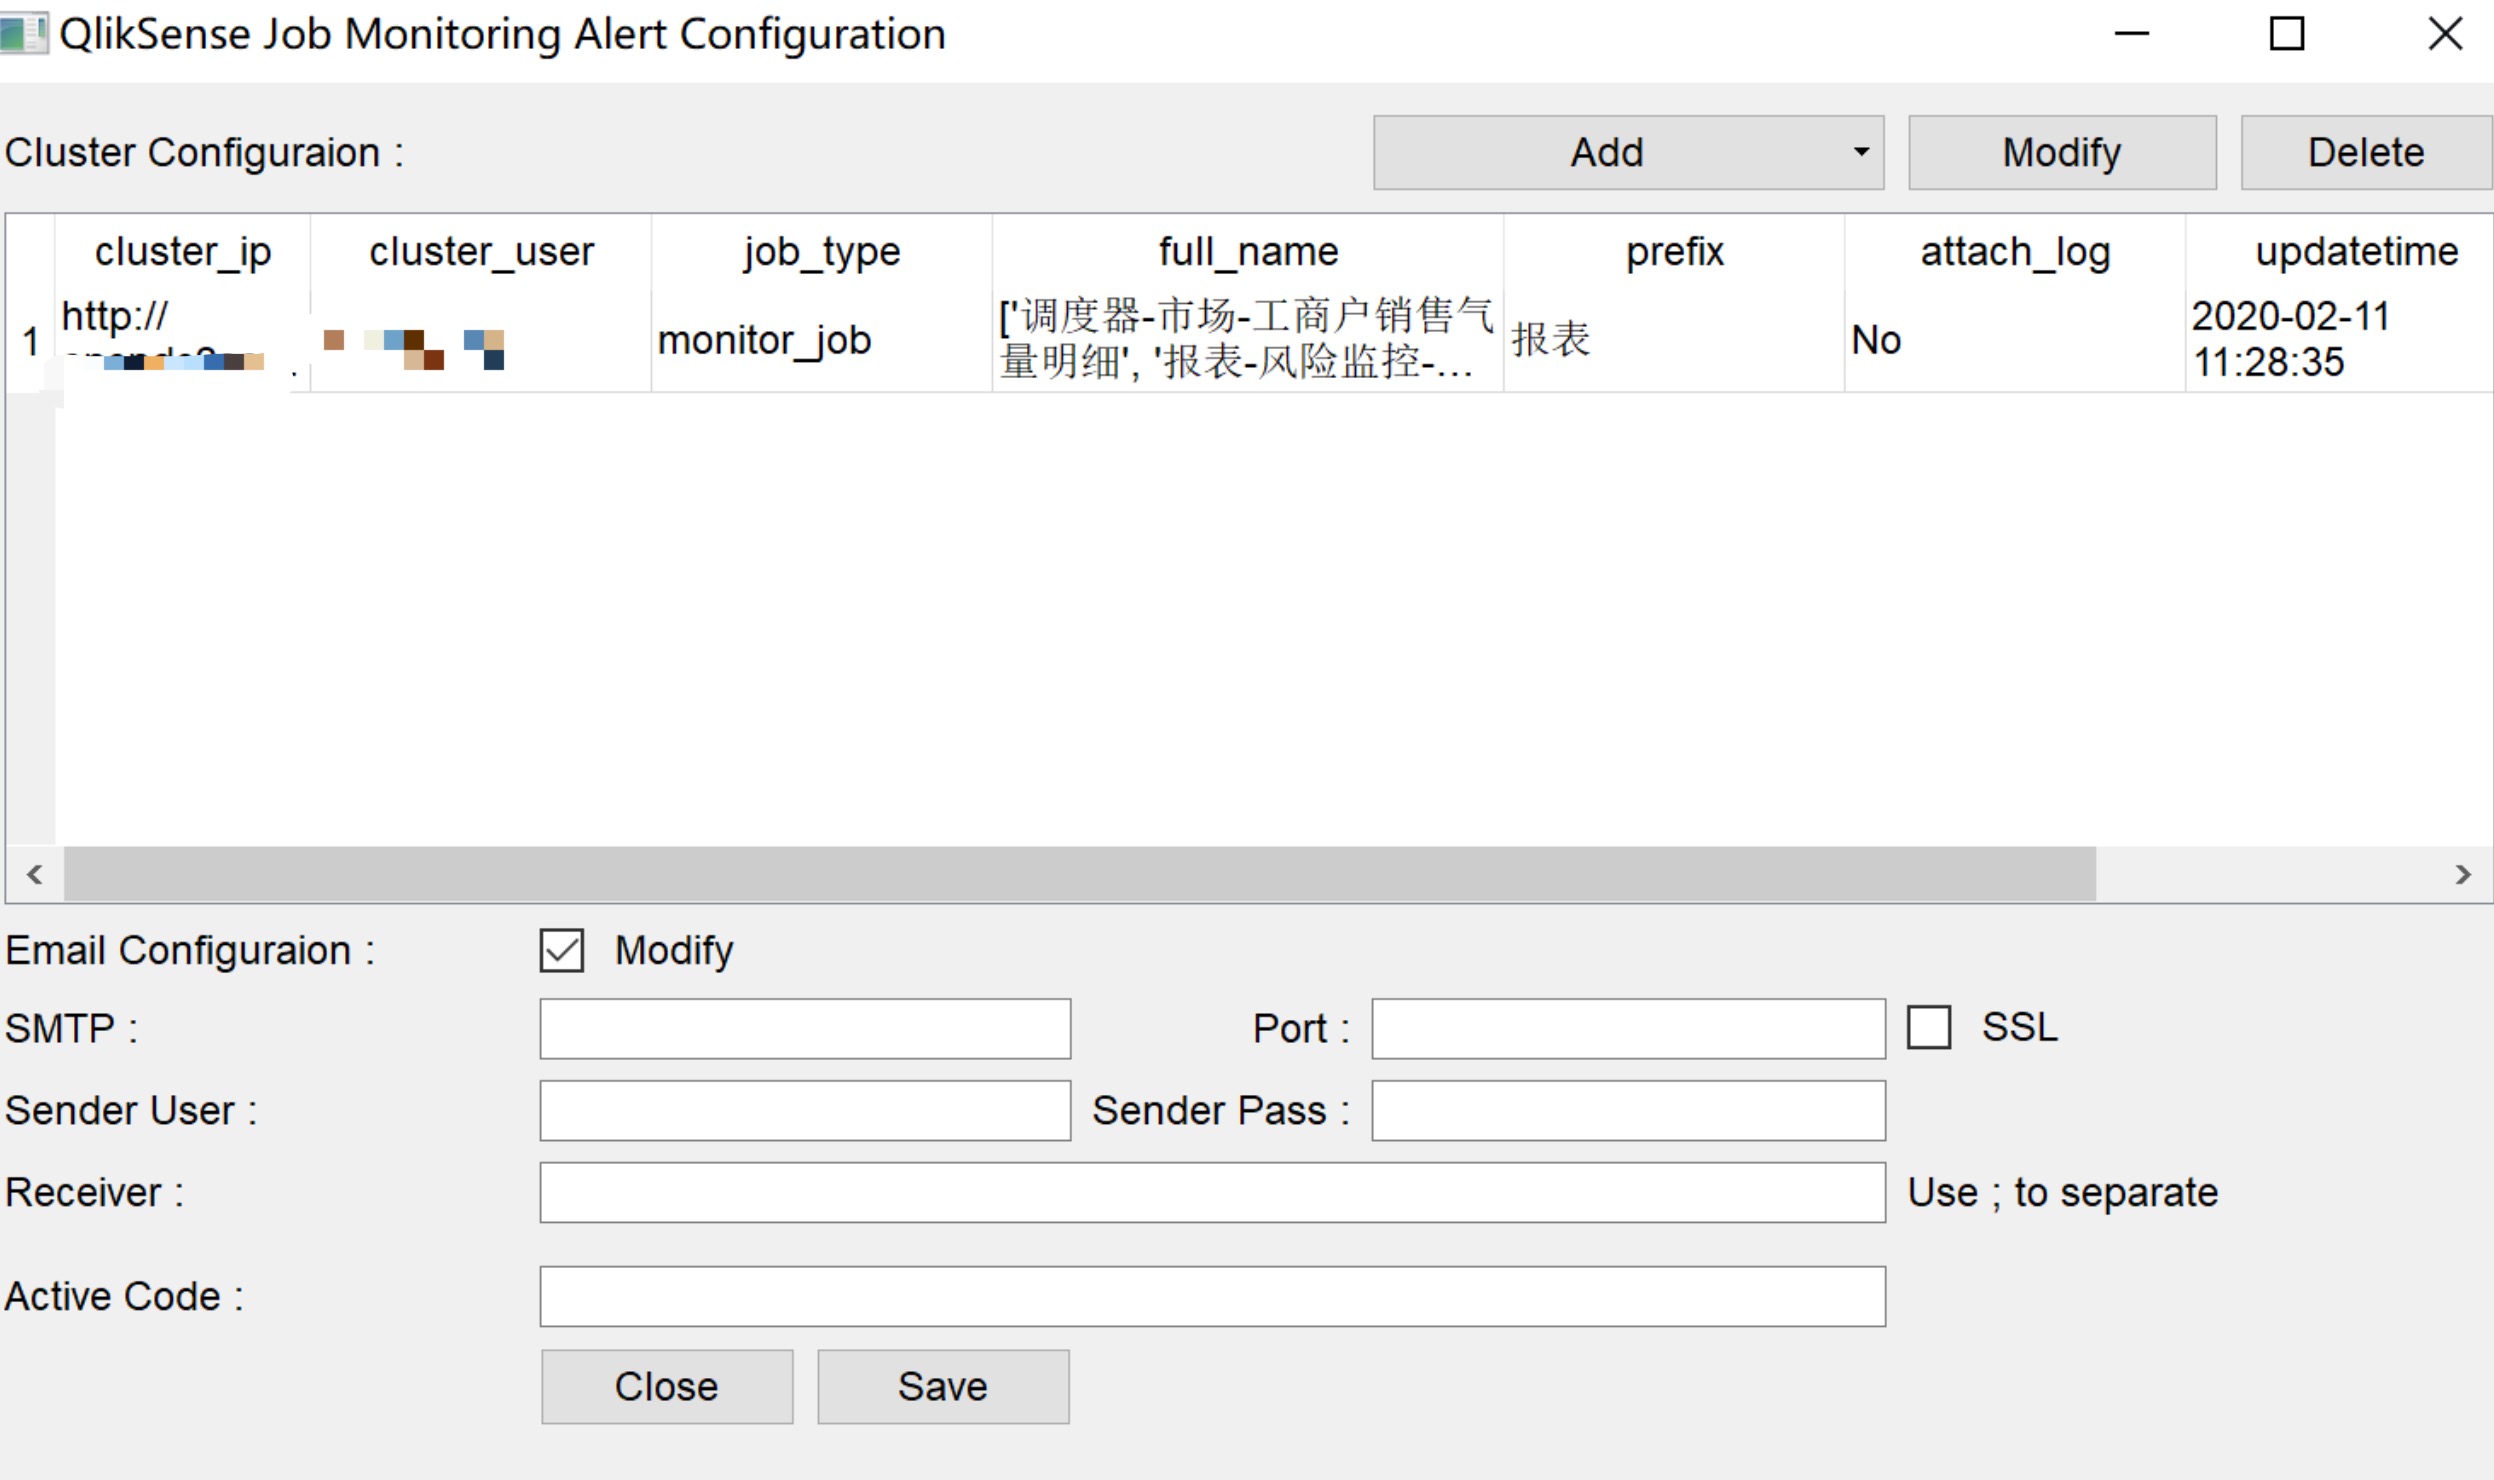 QlikSense Job Monitoring Alert Configuration
Cluster Configuraion :
Add
Modify
Delete
cluster_ip
cluster_user
job_type
full_name
prefix
attach_log
updatetime
1
http://
monitor_job
['调度器-市场-工商户销售气
量明细', '报表-风险监控-...
报表
No
2020-02-11
11:28:35
Email Configuraion :
Modify
SMTP :
Port :
SSL
Sender User :
Sender Pass :
Receiver :
Use ; to separate
Active Code :
Close
Save